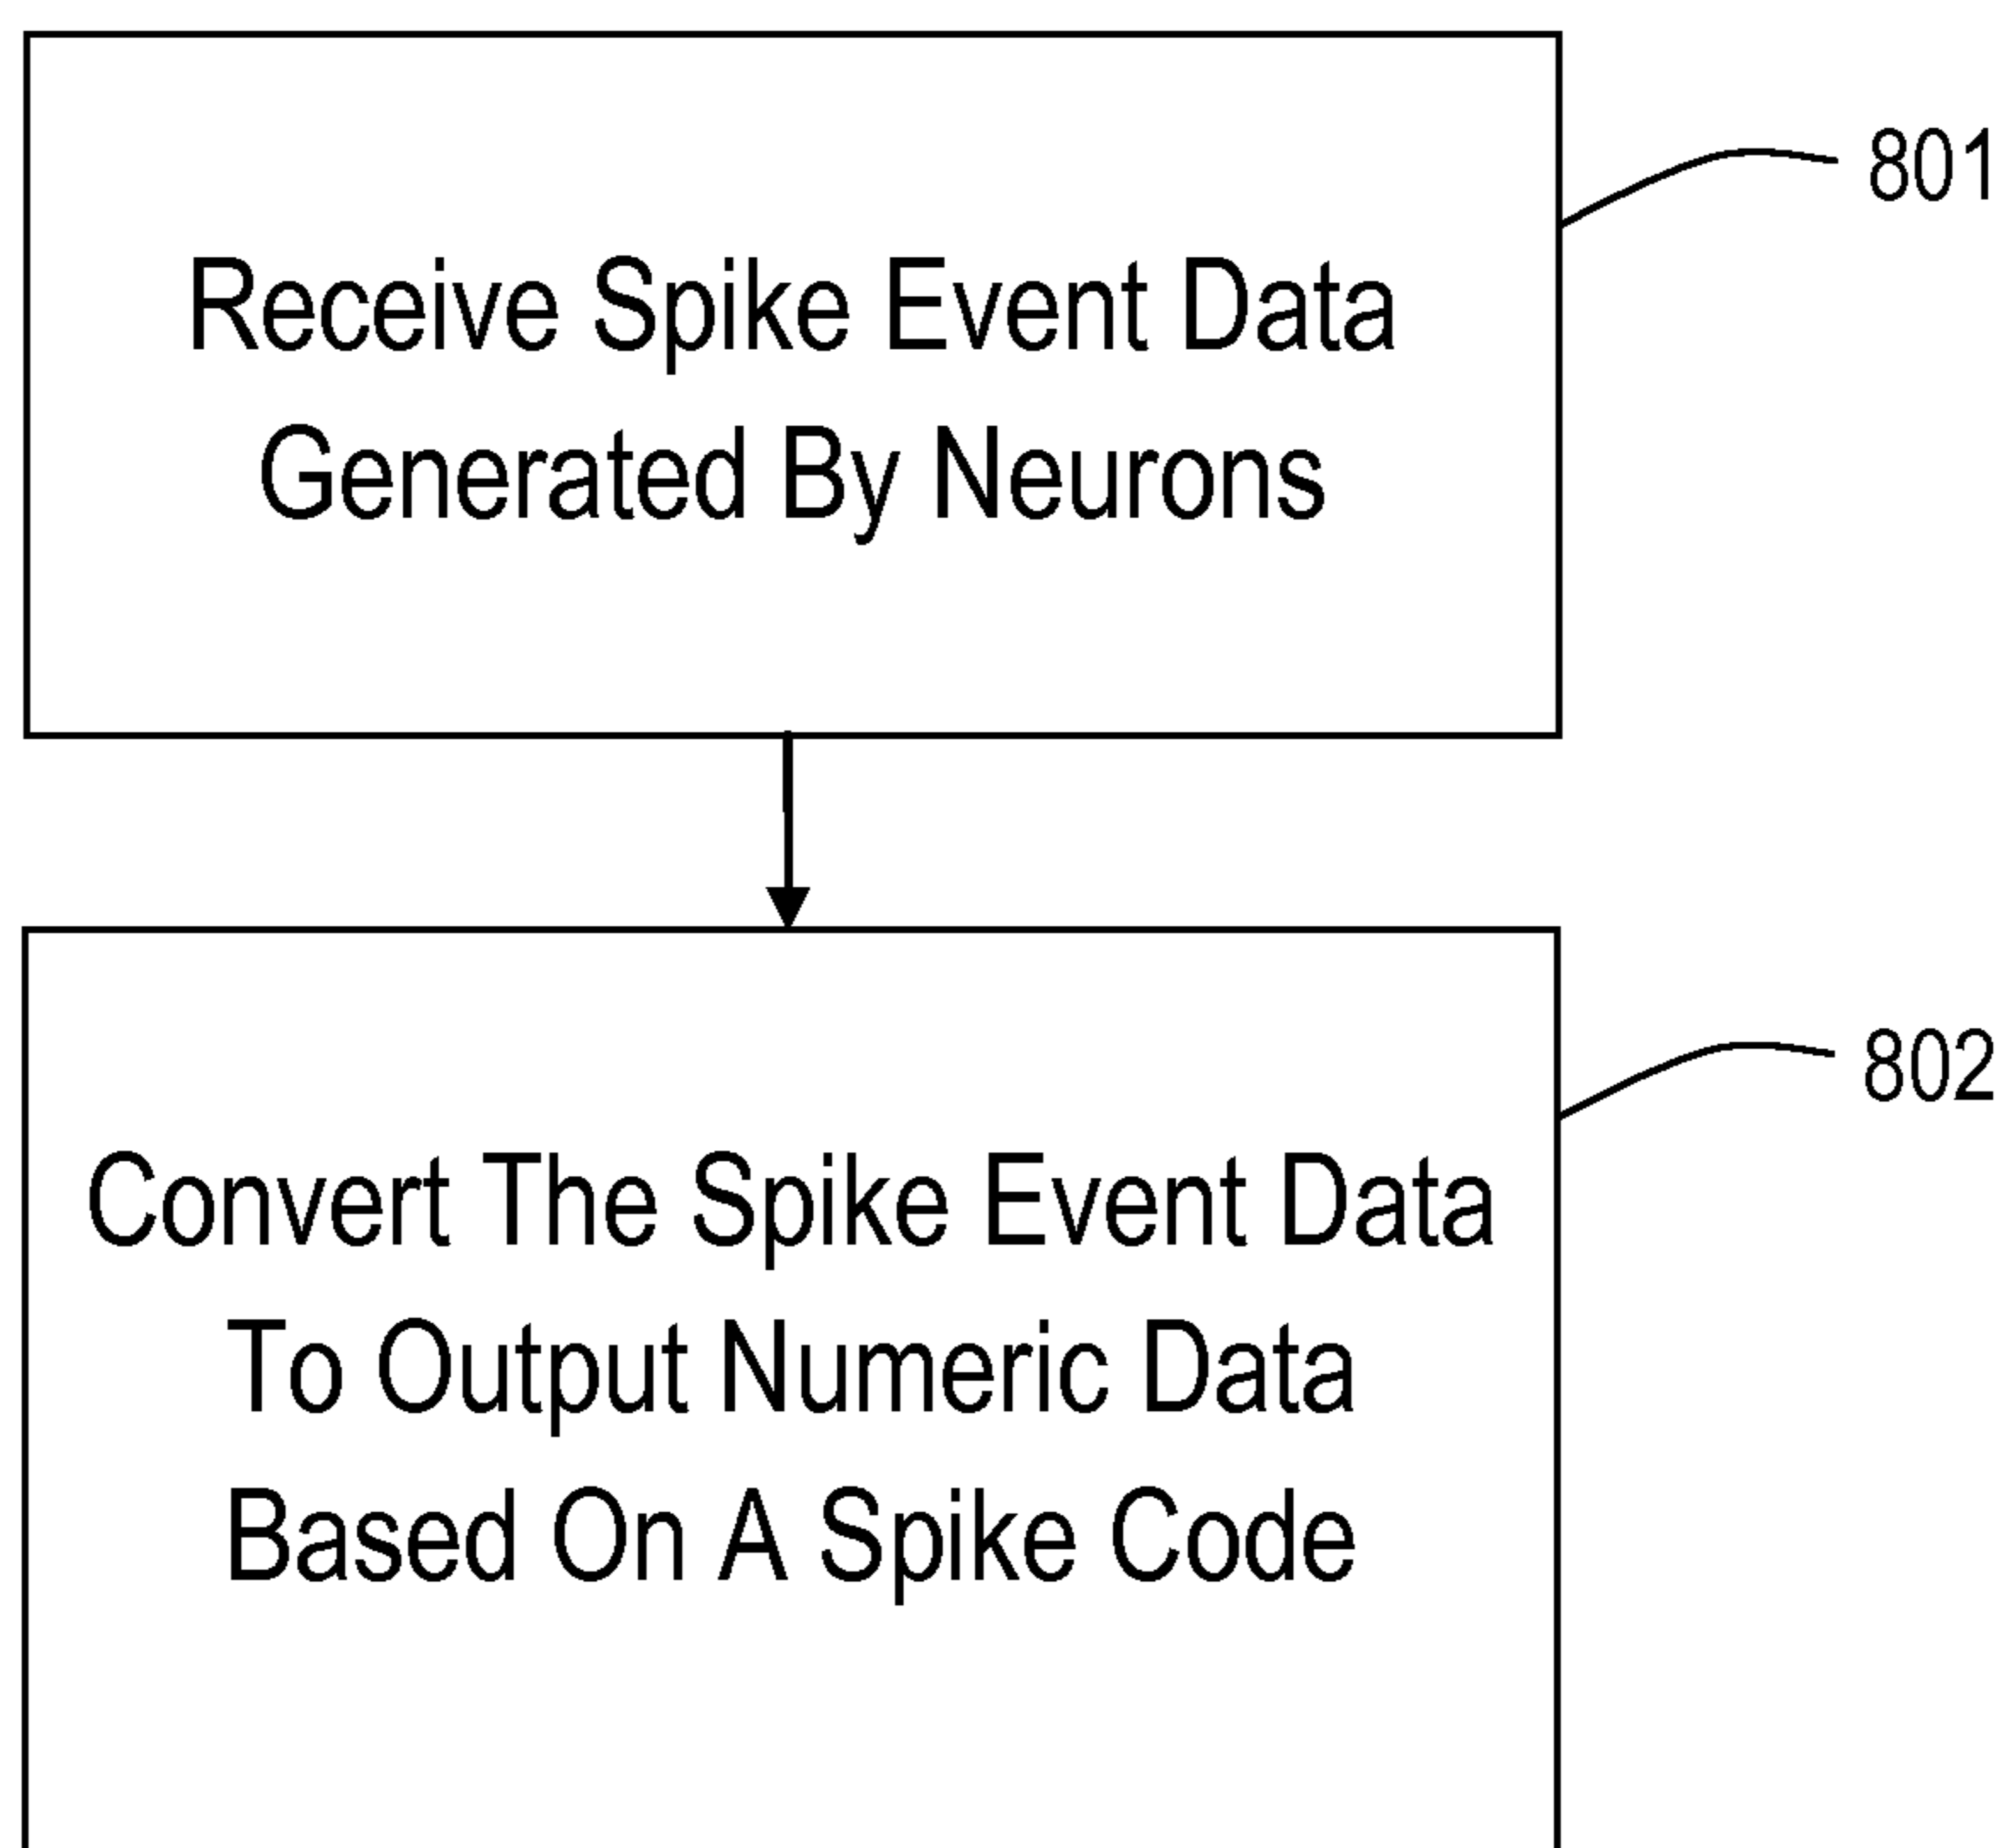 801
Receive Spike Event Data
Generated By Neurons
802
Convert The Spike Event Data
To Output Numeric Data
Based On A Spike Code